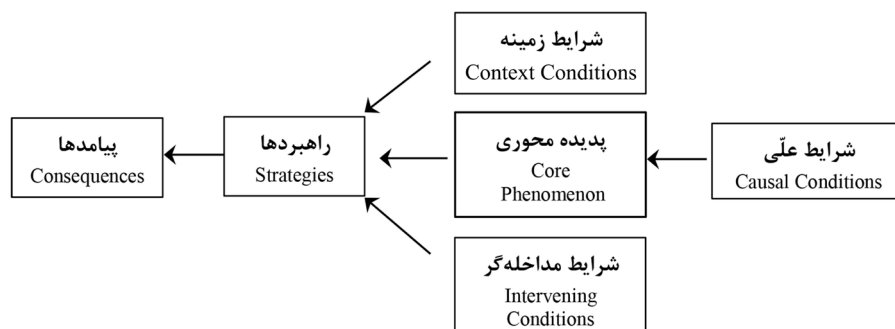 شرایط زمینه
Context Conditions
شرایط علّی
Causal Conditions
پدیده محوری
Core
Phenomenon
راهبردها
Strategies
پیامدها
Consequences
شرایط مداخله‌گر
Intervening
Conditions